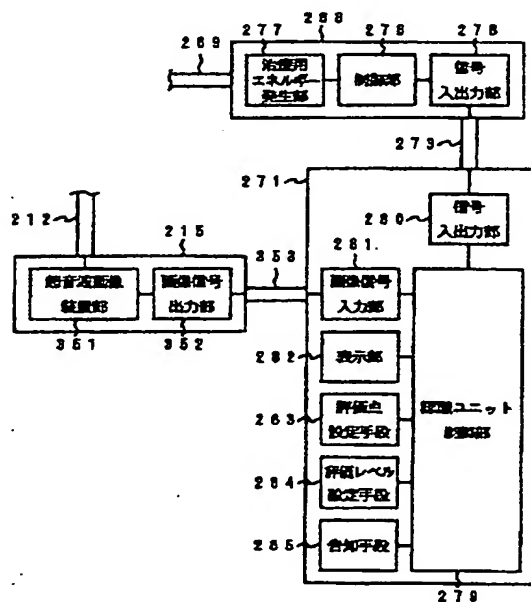 277
268
278
276
269
治療用
エネルギー
発生部
制御部
信号
入出力部
273
271
212
215
280
信号
入出力部
353
281.
超音波画像
装置部
画像信号
出力部
画像信号
入力部
351
352
282
表示部
263
評価点
設定手段
284
評価レベル
設定手段
285
告知手段
ユニット
制御部
279